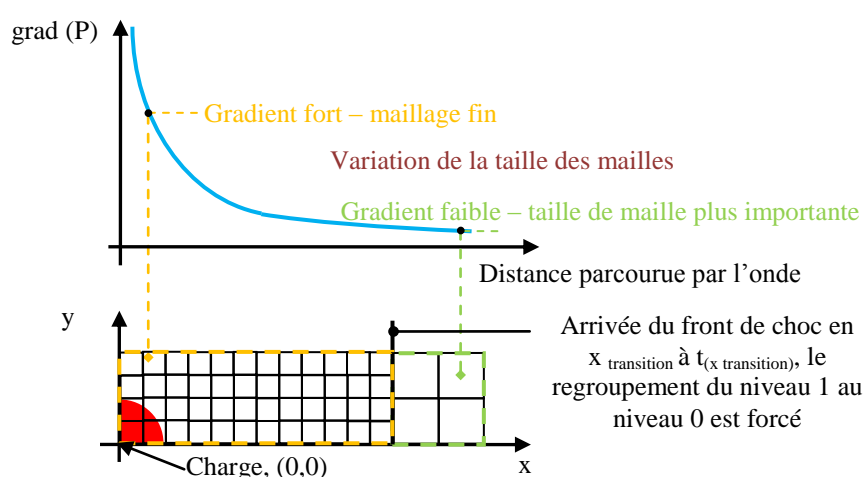 grad (P)
Gradient fort – maillage fin
Variation de la taille des mailles
Gradient faible – taille de maille plus importante
Distance parcourue par l’onde
y
Arrivée du front de choc en
x transition à t(x transition), le
regroupement du niveau 1 au
niveau 0 est forcé
Charge, (0,0)
x